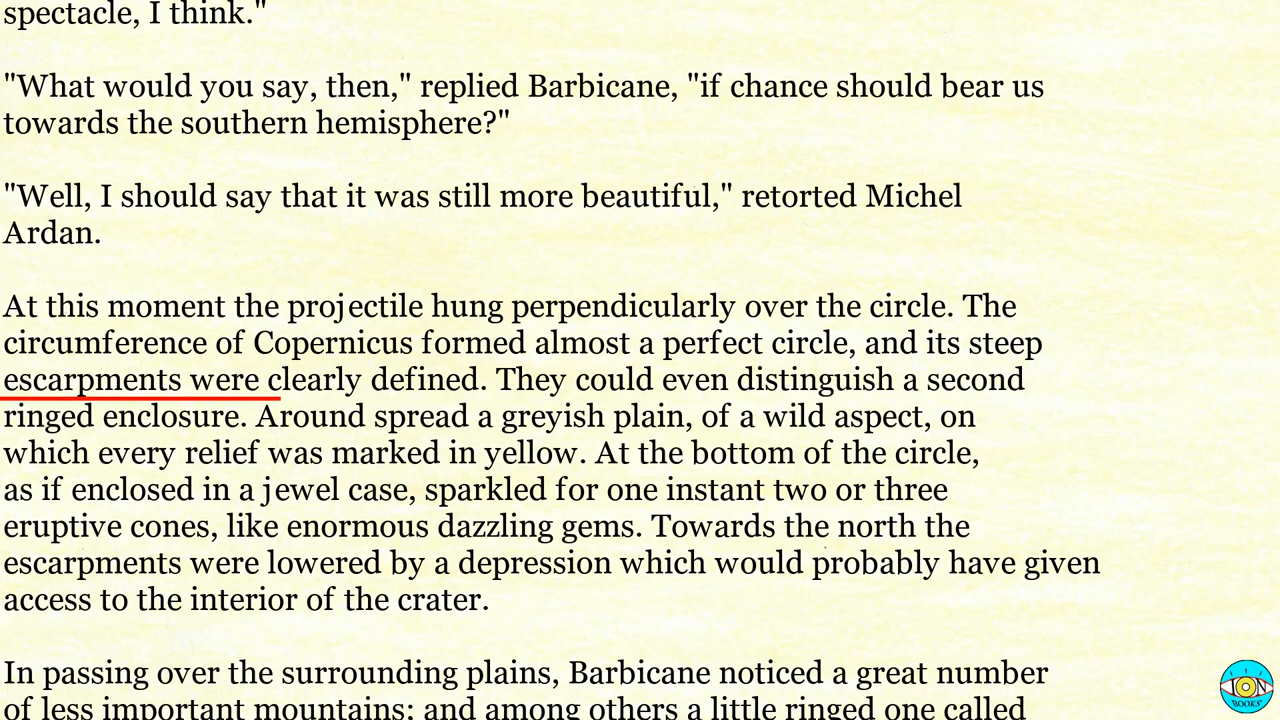 spectacle, I think."
"What would you say, then," replied Barbicane, "if chance should bear us
towards the southern hemisphere?"
"Well, I should say that it was still more beautiful," retorted Michel
Ardan.
At this moment the projectile hung perpendicularly over the circle. The
circumference of Copernicus formed almost a perfect circle, and its steep
escarpments were clearly defined. They could even distinguish a second
ringed enclosure. Around spread a greyish plain, of a wild aspect, on
which every relief was marked in yellow. At the bottom of the circle,
as if enclosed in a jewel case, sparkled for one instant two or three
eruptive cones, like enormous dazzling gems. Towards the north the
escarpments were lowered by a depression which would probably have given
access to the interior of the crater.
In passing over the surrounding plains, Barbicane noticed a great number
of less important mountains; and among others a little ringed one called
ION
BOOKS